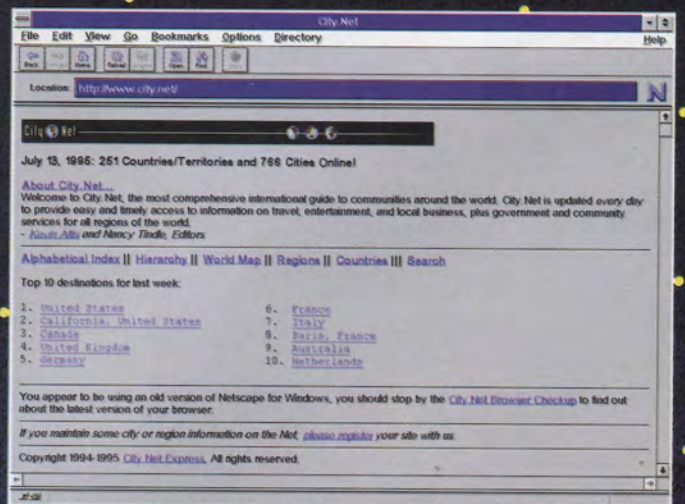 City.Net
File Edit View Go Bookmarks Options Directory Help
Back Home Reload Open Find
Location: http://www.city.net/
N
City Net
July 13, 1995: 251 Countries/Territories and 766 Cities Online!
About City.Net...
Welcome to City.Net, the most comprehensive international guide to communities around the world. City.Net is updated every day
to provide easy and timely access to information on travel, entertainment, and local business, plus government and community
services for all regions of the world.
- Kevin Altis and Nancy Tindle, Editors
Alphabetical Index || Hierarchy || World Map || Regions || Countries ||| Search
Top 10 destinations for last week:
1. United States
2. California, United States
3. Canada
4. United Kingdom
5. Germany
6. France
7. Italy
8. Paris, France
9. Australia
10. Netherlands
You appear to be using an old version of Netscape for Windows, you should stop by the City.Net Browser Checkup to find out
about the latest version of your browser.
If you maintain some city or region information on the Net, please register your site with us.
Copyright 1994-1995 City.Net Express. All rights reserved.